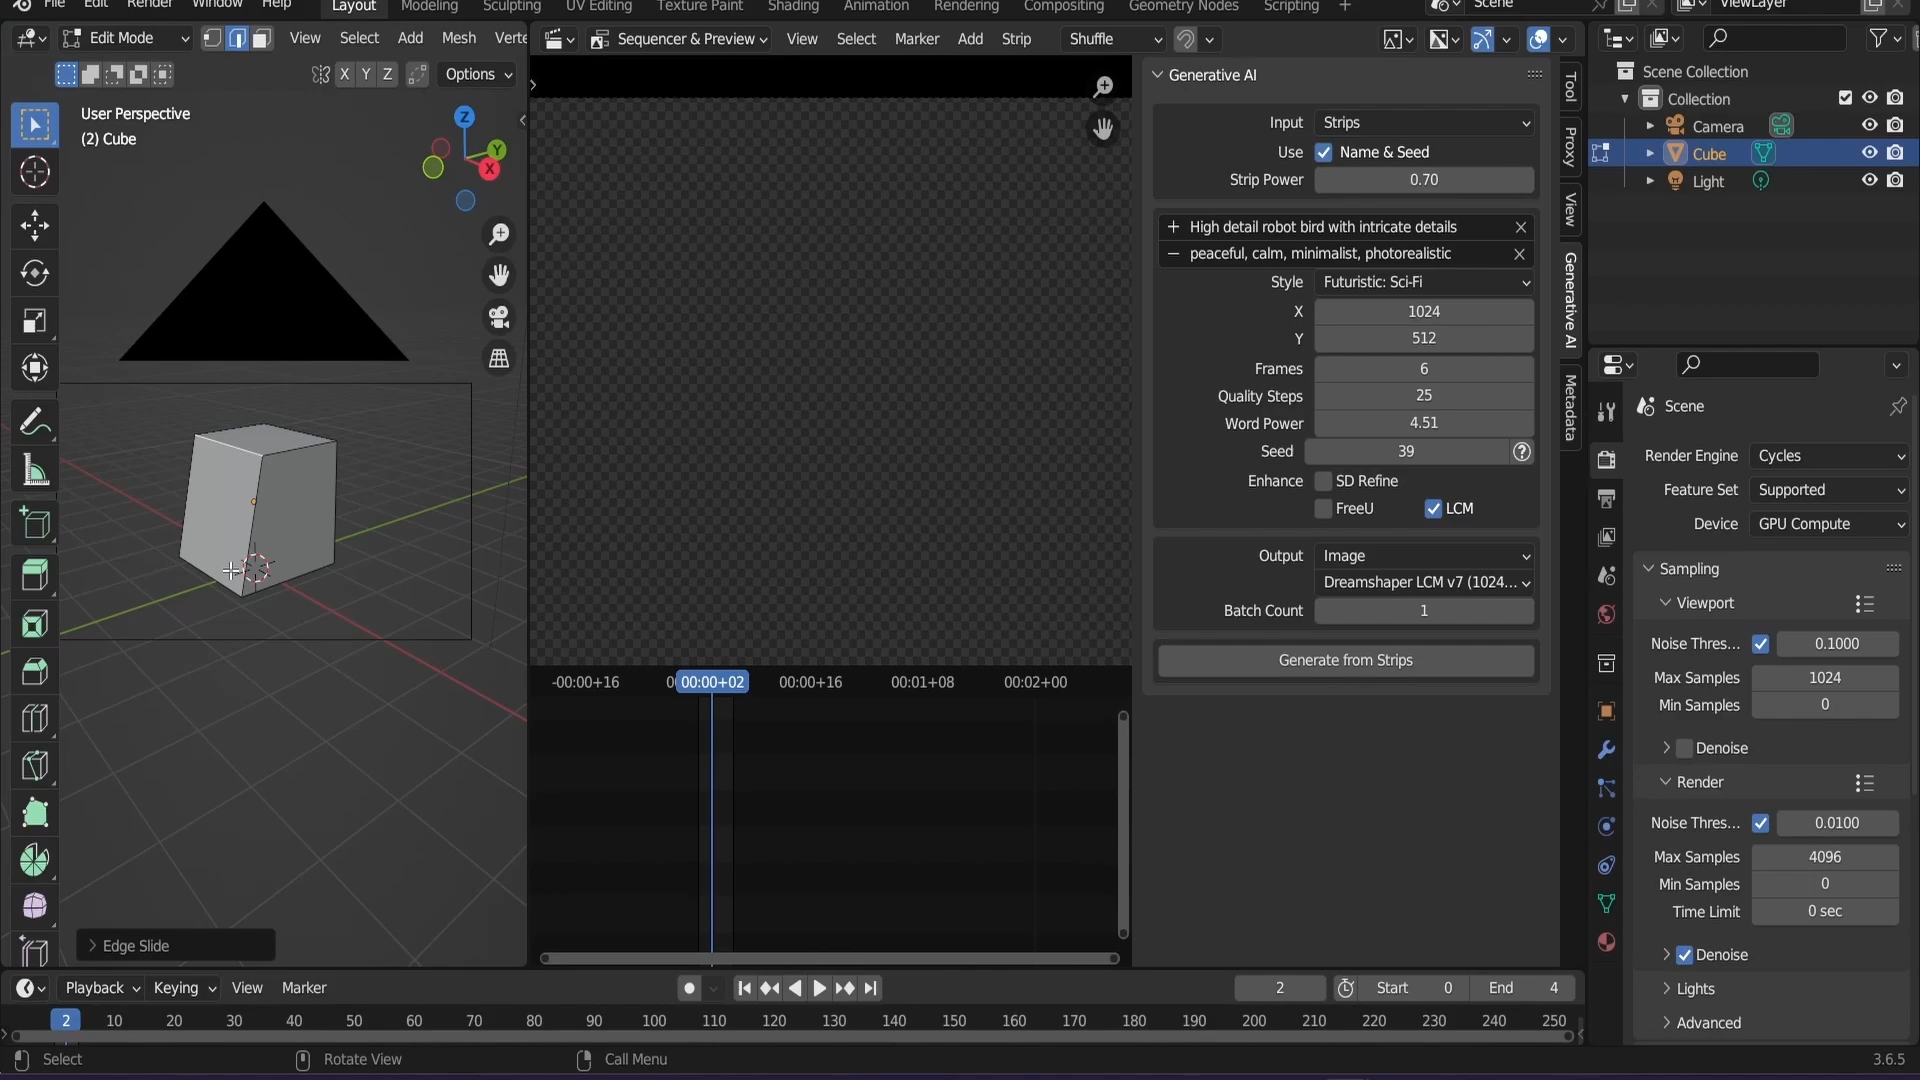 File Edit Render Window Help Layout Modeling Sculpting UV Editing Texture Paint Shading Animation Rendering Compositing Geometry Nodes Scripting + Scene ViewLayer
Edit Mode View Select Add Mesh Verte
Sequencer & Preview View Select Marker Add Strip Shuffle
X Y Z Options
User Perspective
(2) Cube
Z
Y
X
Edge Slide
-00:00+16 00:00+02 00:00+16 00:01+08 00:02+00
Generative AI
Input Strips
Use Name & Seed
Strip Power 0.70
High detail robot bird with intricate details
peaceful, calm, minimalist, photorealistic
Style Futuristic: Sci-Fi
X 1024
Y 512
Frames 6
Quality Steps 25
Word Power 4.51
Seed 39
Enhance SD Refine
FreeU LCM
Output Image
Dreamshaper LCM v7 (1024...
Batch Count 1
Generate from Strips
Tool
Proxy
View
Generative AI
Metadata
Scene Collection
Collection
Camera
Cube
Light
Scene
Render Engine Cycles
Feature Set Supported
Device GPU Compute
Sampling
Viewport
Noise Thres... 0.1000
Max Samples 1024
Min Samples 0
Denoise
Render
Noise Thres... 0.0100
Max Samples 4096
Min Samples 0
Time Limit 0 sec
Denoise
Lights
Advanced
Playback Keying View Marker 2 Start 0 End 4
2 10 20 30 40 50 60 70 80 90 100 110 120 130 140 150 160 170 180 190 200 210 220 230 240 250
Select Rotate View Call Menu 3.6.5